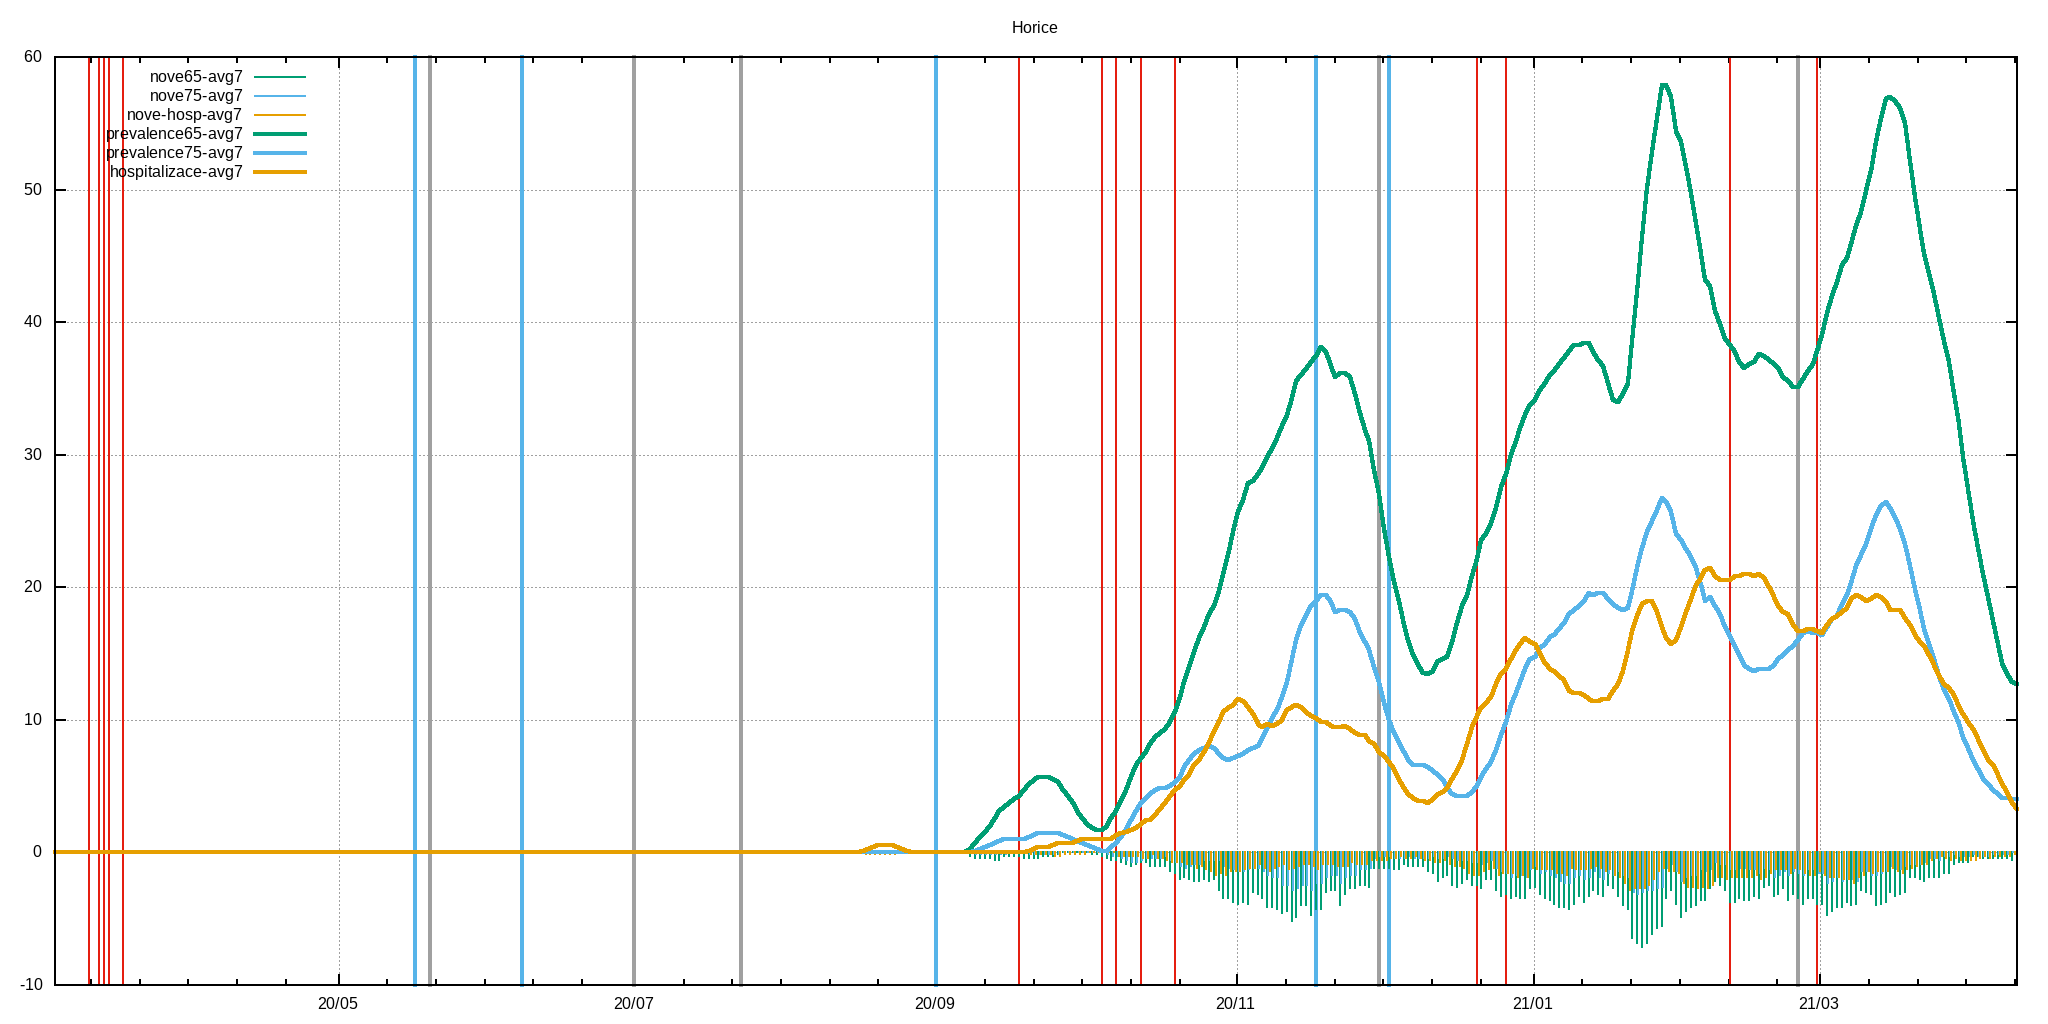 Horice
60
nove65-avg7
nove75-avg7
nove-hosp-avg7
prevalence65-avg7
prevalence75-avg7
hospitalizace-avg7
50
40
30
20
10
0
-10
20/05 20/07 20/09 20/11 21/01 21/03